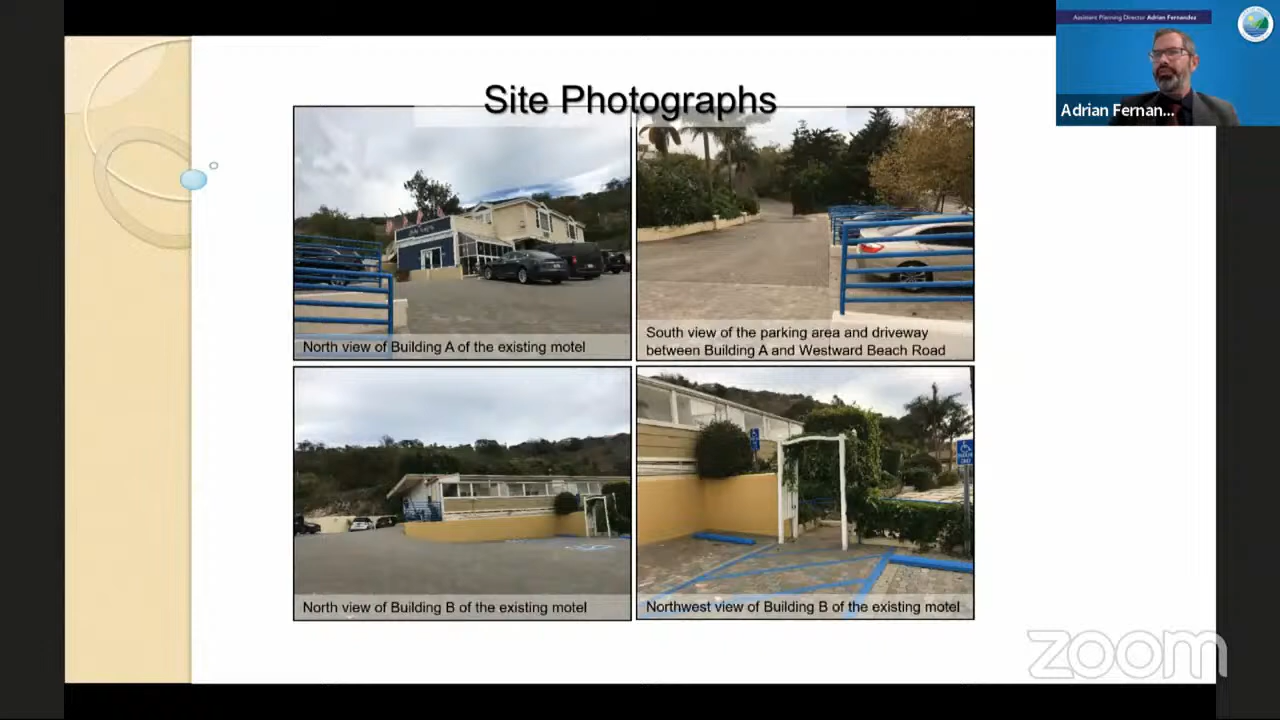 Assistant Planning Director Adrian Fernandez
Adrian Fernan...
Site Photographs
North view of Building A of the existing motel
South view of the parking area and driveway
between Building A and Westward Beach Road
North view of Building B of the existing motel
Northwest view of Building B of the existing motel
zoom